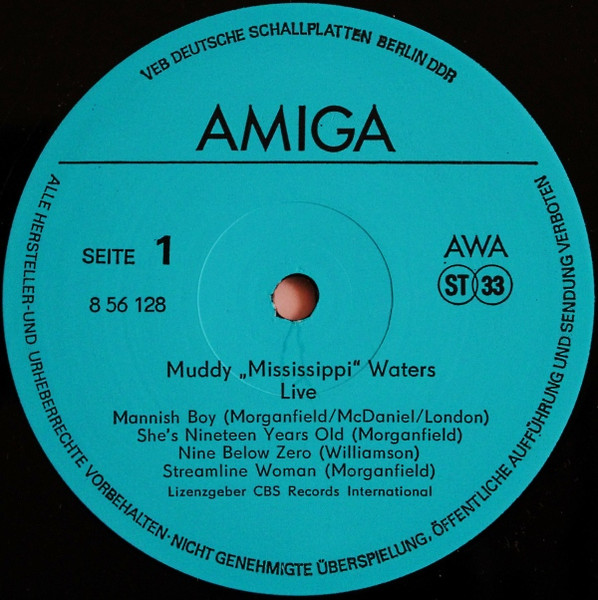 VEB DEUTSCHE SCHALLPLATTEN BERLIN DDR
AMIGA
SEITE 1
8 56 128
AWA
ST 33
Muddy „Mississippi“ Waters
Live
Mannish Boy (Morganfield/McDaniel/London)
She's Nineteen Years Old (Morganfield)
Nine Below Zero (Williamson)
Streamline Woman (Morganfield)
Lizenzgeber CBS Records International
ALLE HERSTELLER-UND URHEBERRECHTE VORBEHALTEN·NICHT GENEHMIGTE ÜBERSPIELUNG, ÖFFENTLICHE AUFFÜHRUNG UND SENDUNG VERBOTEN